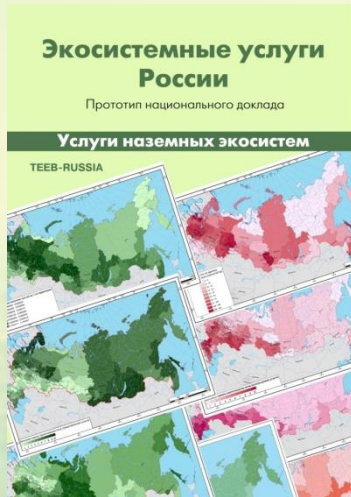 Экосистемные услуги
России
Прототип национального доклада
Услуги наземных экосистем
TEEB-RUSSIA